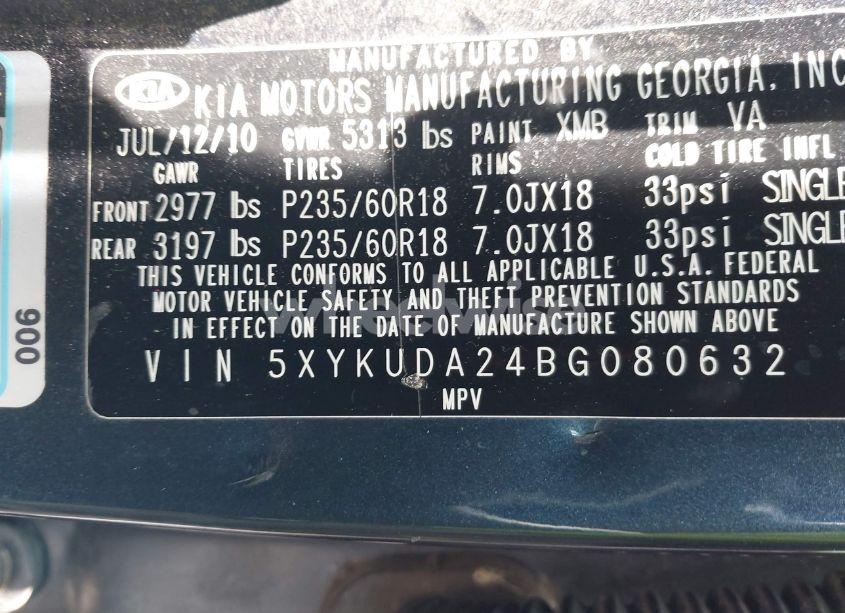 MANUFACTURED BY
KIA KIA MOTORS MANUFACTURING GEORGIA, INC
JUL/12/10 GVWR 5313 lbs PAINT XMB TRIM VA
GAWR TIRES RIMS COLD TIRE INFL
FRONT 2977 lbs P235/60R18 7.0JX18 33psi SINGLE
REAR 3197 lbs P235/60R18 7.0JX18 33psi SINGLE
THIS VEHICLE CONFORMS TO ALL APPLICABLE U.S.A. FEDERAL
MOTOR VEHICLE SAFETY AND THEFT PREVENTION STANDARDS
IN EFFECT ON THE DATE OF MANUFACTURE SHOWN ABOVE
VIN 5XYKUDA24BG080632
MPV
006